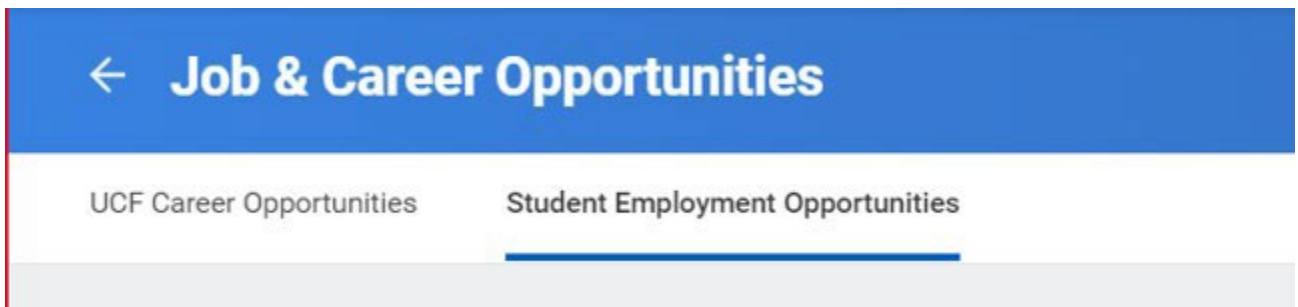 Job & Career Opportunities
UCF Career Opportunities
Student Employment Opportunities